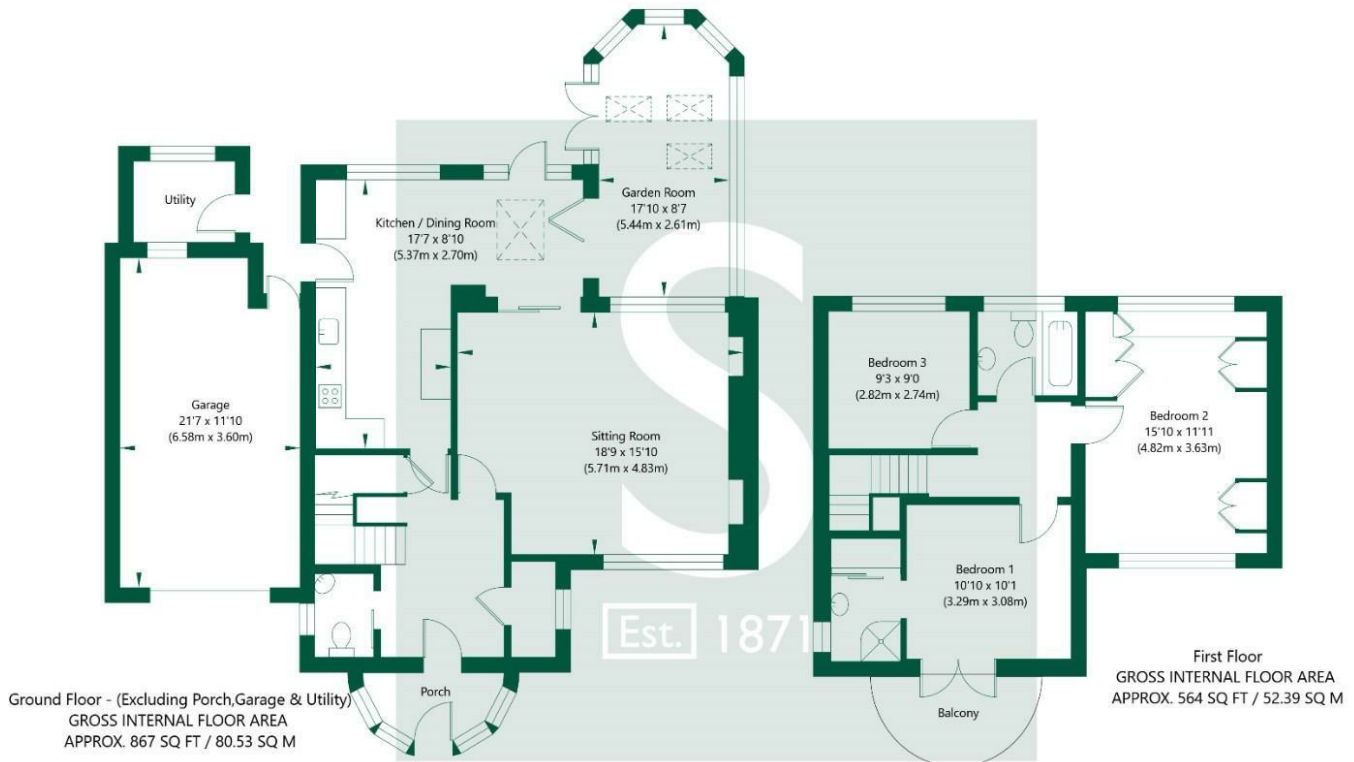 Utility
Kitchen / Dining Room
17'7 x 8'10
(5.37m x 2.70m)
Garden Room
17'10 x 8'7
(5.44m x 2.61m)
Garage
21'7 x 11'10
(6.58m x 3.60m)
Sitting Room
18'9 x 15'10
(5.71m x 4.83m)
Porch
Ground Floor - (Excluding Porch,Garage & Utility)
GROSS INTERNAL FLOOR AREA
APPROX. 867 SQ FT / 80.53 SQ M
Bedroom 3
9'3 x 9'0
(2.82m x 2.74m)
Bedroom 2
15'10 x 11'11
(4.82m x 3.63m)
Bedroom 1
10'10 x 10'1
(3.29m x 3.08m)
Balcony
First Floor
GROSS INTERNAL FLOOR AREA
APPROX. 564 SQ FT / 52.39 SQ M
S
Est. 1871